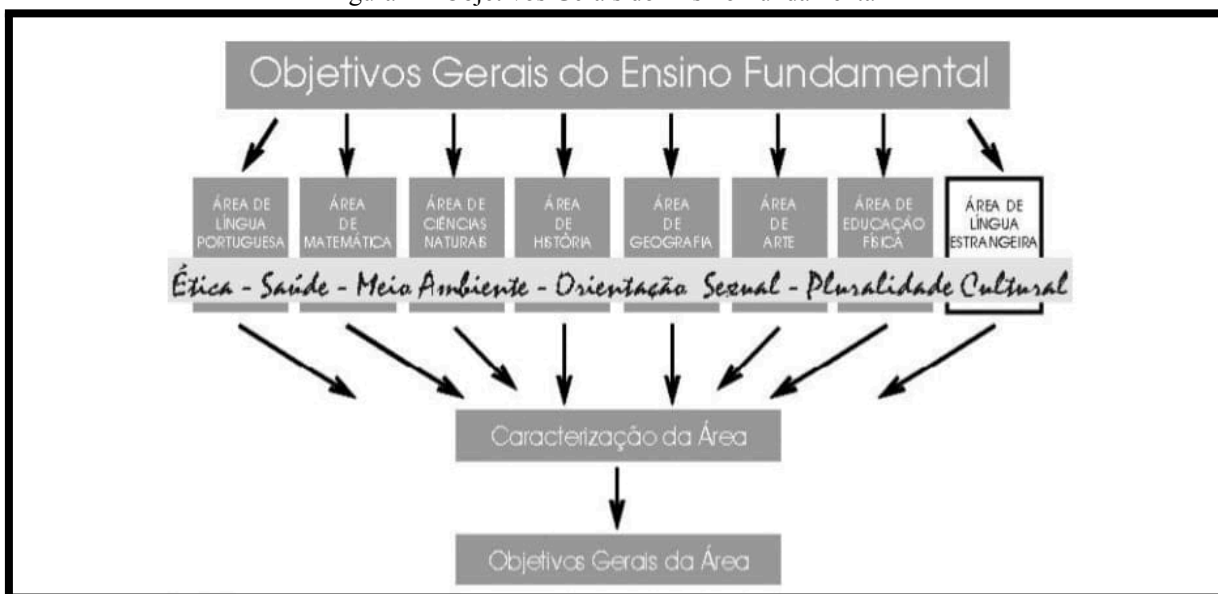 Objetivos Gerais do Ensino Fundamental
ÁREA DE
LÍNGUA
PORTUGUESA
ÁREA
DE
MATEMÁTICA
ÁREA DE
CIÊNCIAS
NATURAIS
ÁREA
DE
HISTÓRIA
ÁREA
DE
GEOGRAFIA
ÁREA
DE
ARTE
ÁREA DE
EDUCAÇÃO
FÍSICA
ÁREA DE
LÍNGUA
ESTRANGEIRA
Ética - Saúde - Meio Ambiente - Orientação Sexual - Pluralidade Cultural
Caracterização da Área
Objetivos Gerais da Área